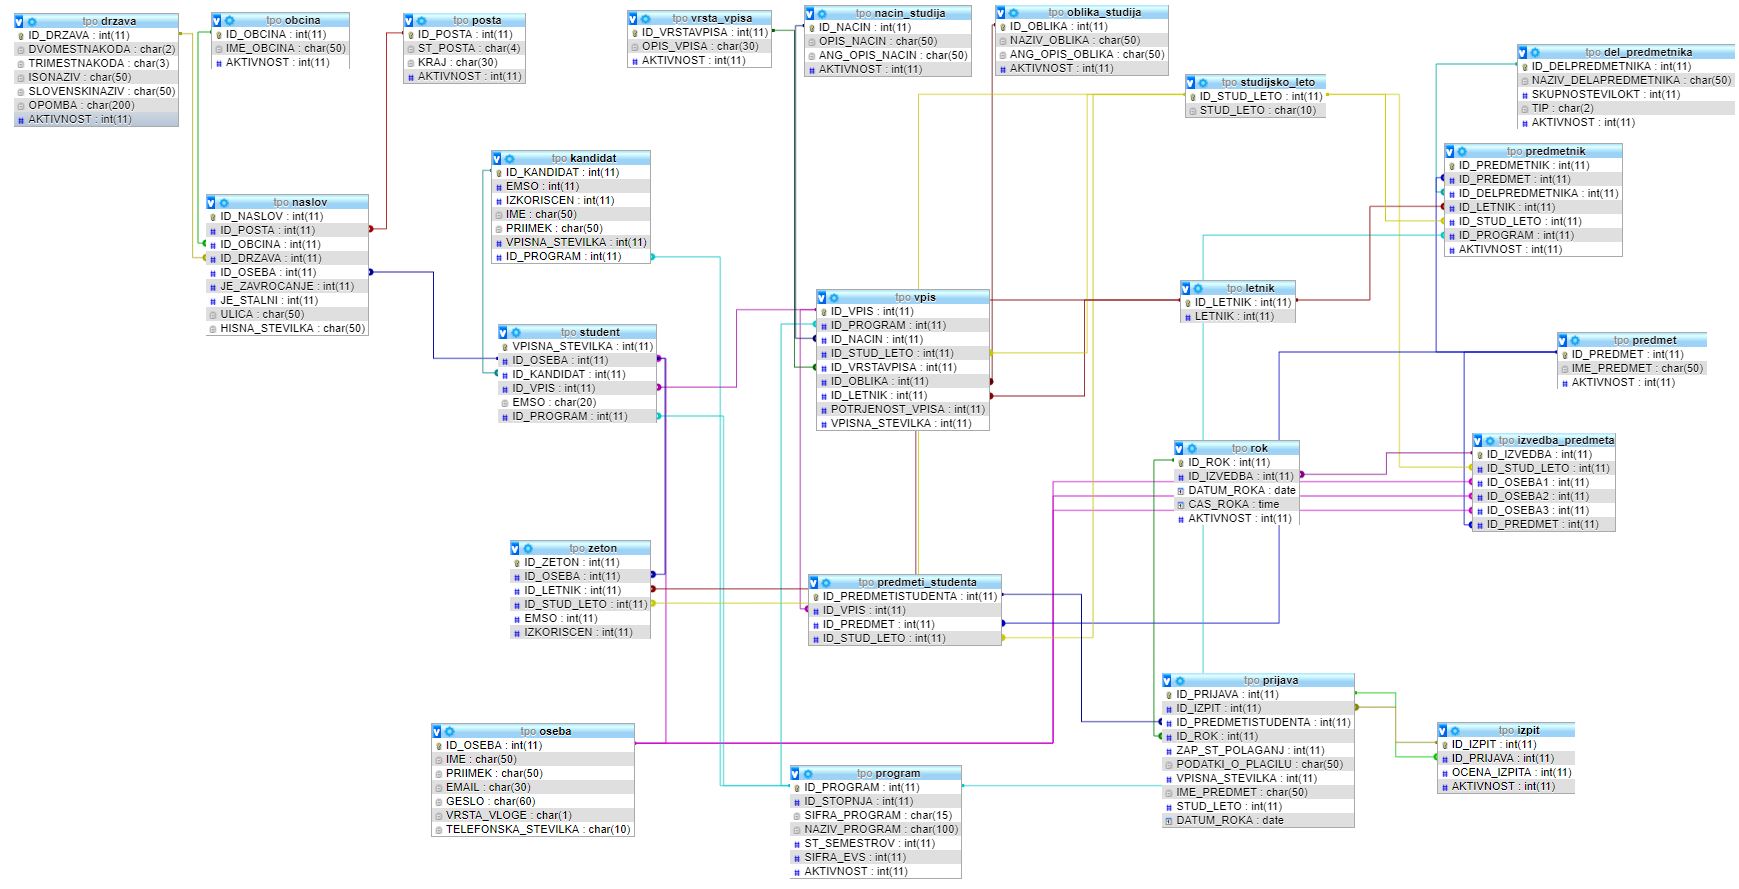 tpo drzava
ID_DRZAVA : int(11)
DVOMESTNAKODA : char(2)
TRIMESTNAKODA : char(3)
ISONAZIV : char(50)
SLOVENSKINAZIV : char(50)
OPOMBA : char(200)
AKTIVNOST : int(11)
tpo obcina
ID_OBCINA : int(11)
IME_OBCINA : char(50)
AKTIVNOST : int(11)
tpo posta
ID_POSTA : int(11)
ST_POSTA : char(4)
KRAJ : char(30)
AKTIVNOST : int(11)
tpo vrsta_vpisa
ID_VRSTAVPISA : int(11)
OPIS_VPISA : char(30)
AKTIVNOST : int(11)
tpo nacin_studija
ID_NACIN : int(11)
OPIS_NACIN : char(50)
ANG_OPIS_NACIN : char(50)
AKTIVNOST : int(11)
tpo oblika_studija
ID_OBLIKA : int(11)
NAZIV_OBLIKA : char(50)
ANG_OPIS_OBLIKA : char(50)
AKTIVNOST : int(11)
tpo studijsko_leto
ID_STUD_LETO : int(11)
STUD_LETO : char(10)
tpo del_predmetnika
ID_DELPREDMETNIKA : int(11)
NAZIV_DELAPREDMETNIKA : char(50)
SKUPNOSTEVILOKT : int(11)
TIP : char(2)
AKTIVNOST : int(11)
tpo predmetnik
ID_PREDMETNIK : int(11)
ID_PREDMET : int(11)
ID_DELPREDMETNIKA : int(11)
ID_LETNIK : int(11)
ID_STUD_LETO : int(11)
ID_PROGRAM : int(11)
AKTIVNOST : int(11)
tpo kandidat
ID_KANDIDAT : int(11)
EMSO : int(11)
IZKORISCEN : int(11)
IME : char(50)
PRIIMEK : char(50)
VPISNA_STEVILKA : int(11)
ID_PROGRAM : int(11)
tpo naslov
ID_NASLOV : int(11)
ID_POSTA : int(11)
ID_OBCINA : int(11)
ID_DRZAVA : int(11)
ID_OSEBA : int(11)
JE_ZAVROCANJE : int(11)
JE_STALNI : int(11)
ULICA : char(50)
HISNA_STEVILKA : char(50)
tpo student
VPISNA_STEVILKA : int(11)
ID_OSEBA : int(11)
ID_KANDIDAT : int(11)
ID_VPIS : int(11)
EMSO : char(20)
ID_PROGRAM : int(11)
tpo vpis
ID_VPIS : int(11)
ID_PROGRAM : int(11)
ID_NACIN : int(11)
ID_STUD_LETO : int(11)
ID_VRSTAVPISA : int(11)
ID_OBLIKA : int(11)
ID_LETNIK : int(11)
POTRJENOST_VPISA : int(11)
VPISNA_STEVILKA : int(11)
tpo letnik
ID_LETNIK : int(11)
LETNIK : int(11)
tpo predmet
ID_PREDMET : int(11)
IME_PREDMET : char(50)
AKTIVNOST : int(11)
tpo rok
ID_ROK : int(11)
ID_IZVEDBA : int(11)
DATUM_ROKA : date
CAS_ROKA : time
AKTIVNOST : int(11)
tpo izvedba_predmeta
ID_IZVEDBA : int(11)
ID_STUD_LETO : int(11)
ID_OSEBA1 : int(11)
ID_OSEBA2 : int(11)
ID_OSEBA3 : int(11)
ID_PREDMET : int(11)
tpo zeton
ID_ZETON : int(11)
ID_OSEBA : int(11)
ID_LETNIK : int(11)
ID_STUD_LETO : int(11)
EMSO : int(11)
IZKORISCEN : int(11)
tpo predmeti_studenta
ID_PREDMETISTUDENTA : int(11)
ID_VPIS : int(11)
ID_PREDMET : int(11)
ID_STUD_LETO : int(11)
tpo prijava
ID_PRIJAVA : int(11)
ID_IZPIT : int(11)
ID_PREDMETISTUDENTA : int(11)
ID_ROK : int(11)
ZAP_ST_POLAGANJ : int(11)
PODATKI_O_PLACILU : char(50)
VPISNA_STEVILKA : int(11)
IME_PREDMET : char(50)
STUD_LETO : int(11)
DATUM_ROKA : date
tpo izpit
ID_IZPIT : int(11)
ID_PRIJAVA : int(11)
OCENA_IZPITA : int(11)
AKTIVNOST : int(11)
tpo oseba
ID_OSEBA : int(11)
IME : char(50)
PRIIMEK : char(50)
EMAIL : char(30)
GESLO : char(60)
VRSTA_VLOGE : char(1)
TELEFONSKA_STEVILKA : char(10)
tpo program
ID_PROGRAM : int(11)
ID_STOPNJA : int(11)
SIFRA_PROGRAM : char(15)
NAZIV_PROGRAM : char(100)
ST_SEMESTROV : int(11)
SIFRA_EVS : int(11)
AKTIVNOST : int(11)